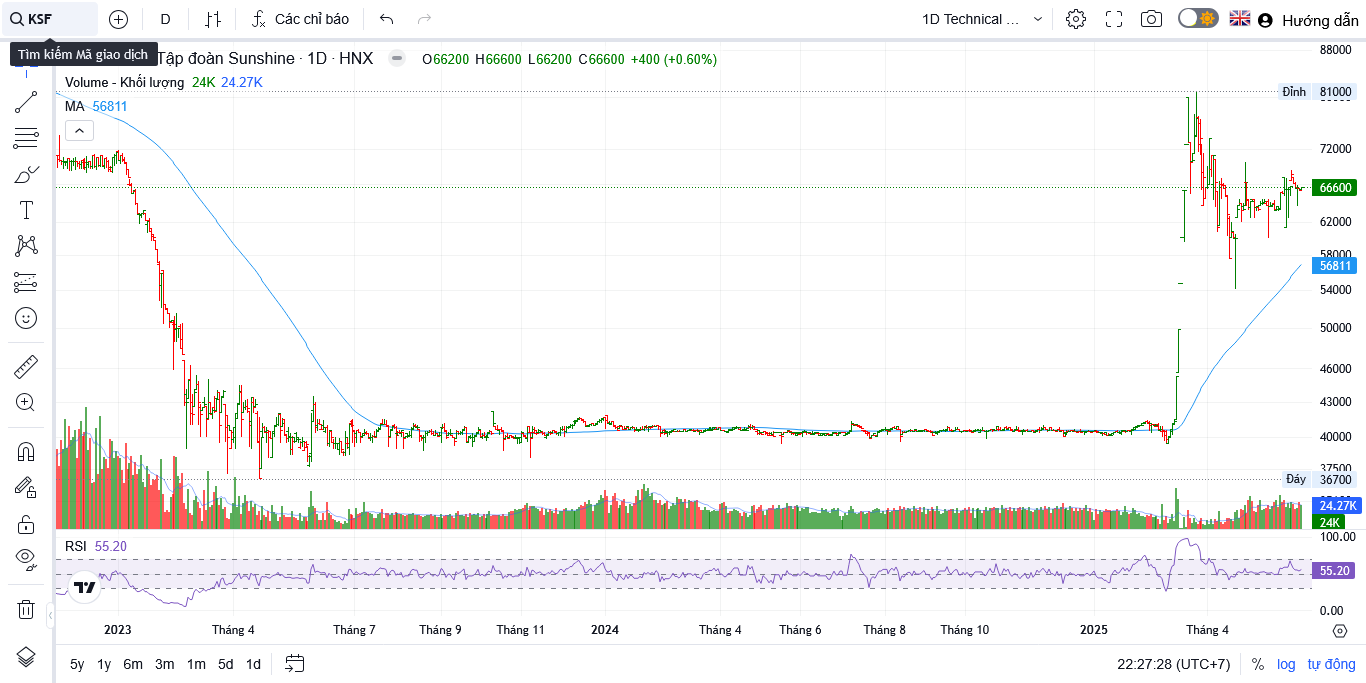 KSF
D
Các chỉ báo
1D Technical ...
Hướng dẫn
Tìm kiếm Mã giao dịch
Tập đoàn Sunshine · 1D · HNX
O66200 H66600 L66200 C66600 +400 (+0.60%)
Volume - Khối lượng 24K 24.27K
MA 56811
88000
Đỉnh 81000
72000
66600
62000
58000
56811
54000
50000
46000
43000
40000
37500
Đáy 36700
24.27K
24K
RSI 55.20
100.00
55.20
0.00
2023 Tháng 4 Tháng 7 Tháng 9 Tháng 11 2024 Tháng 4 Tháng 6 Tháng 8 Tháng 10 2025 Tháng 4
5y 1y 6m 3m 1m 5d 1d
22:27:28 (UTC+7) % log tự động